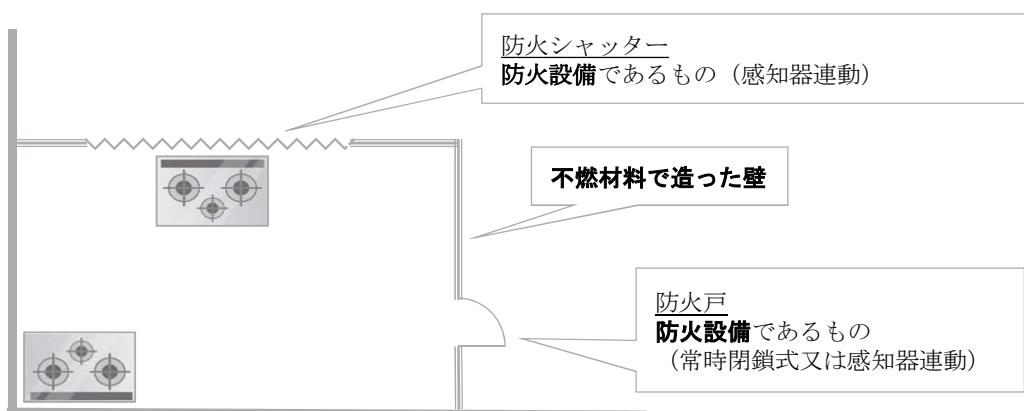 防火シャッター
防火設備であるもの（感知器連動）
不燃材料で造った壁
防火戸
防火設備であるもの
（常時閉鎖式又は感知器連動）